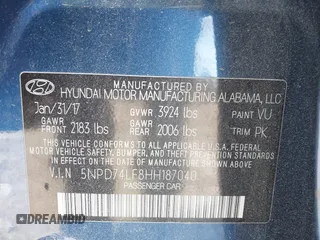 MANUFACTURED BY
HYUNDAI MOTOR MANUFACTURING ALABAMA, LLC
Jan/31/17 GVWR 3924 lbs PAINT VU
GAWR FRONT 2183 lbs GAWR REAR 2006 lbs TRIM PK
THIS VEHICLE CONFORMS TO ALL APPLICABLE U.S.A. FEDERAL
MOTOR VEHICLE SAFETY, BUMPER, AND THEFT PREVENTION
STANDARDS IN EFFECT ON THE DATE OF MANUFACTURE SHOWN ABOVE.
V.I.N 5NPD74LF8HH187040
PASSENGER CAR
DREAMBID